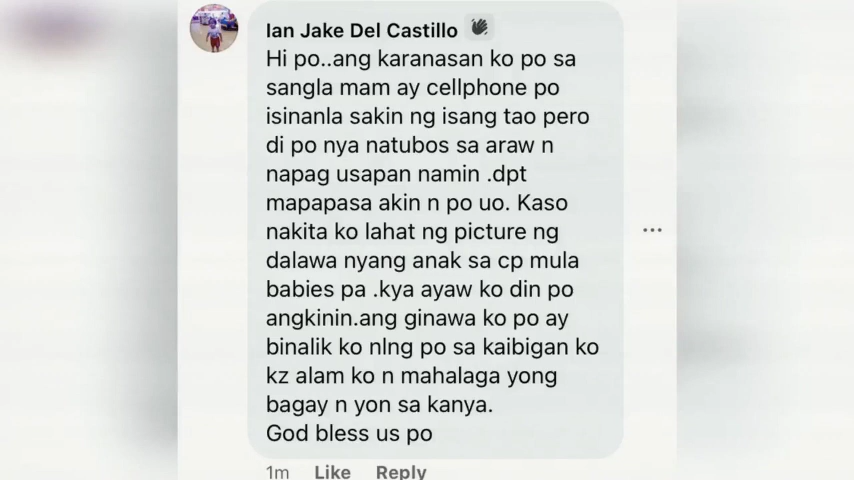 Ian Jake Del Castillo
Hi po..ang karanasan ko po sa
sangla mam ay cellphone po
isinanla sakin ng isang tao pero
di po nya natubos sa araw n
napag usapan namin .dpt
mapapasa akin n po uo. Kaso
nakita ko lahat ng picture ng
dalawa nyang anak sa cp mula
babies pa .kya ayaw ko din po
angkinin.ang ginawa ko po ay
binalik ko nlng po sa kaibigan ko
kz alam ko n mahalaga yong
bagay n yon sa kanya.
God bless us po
1m Like Reply